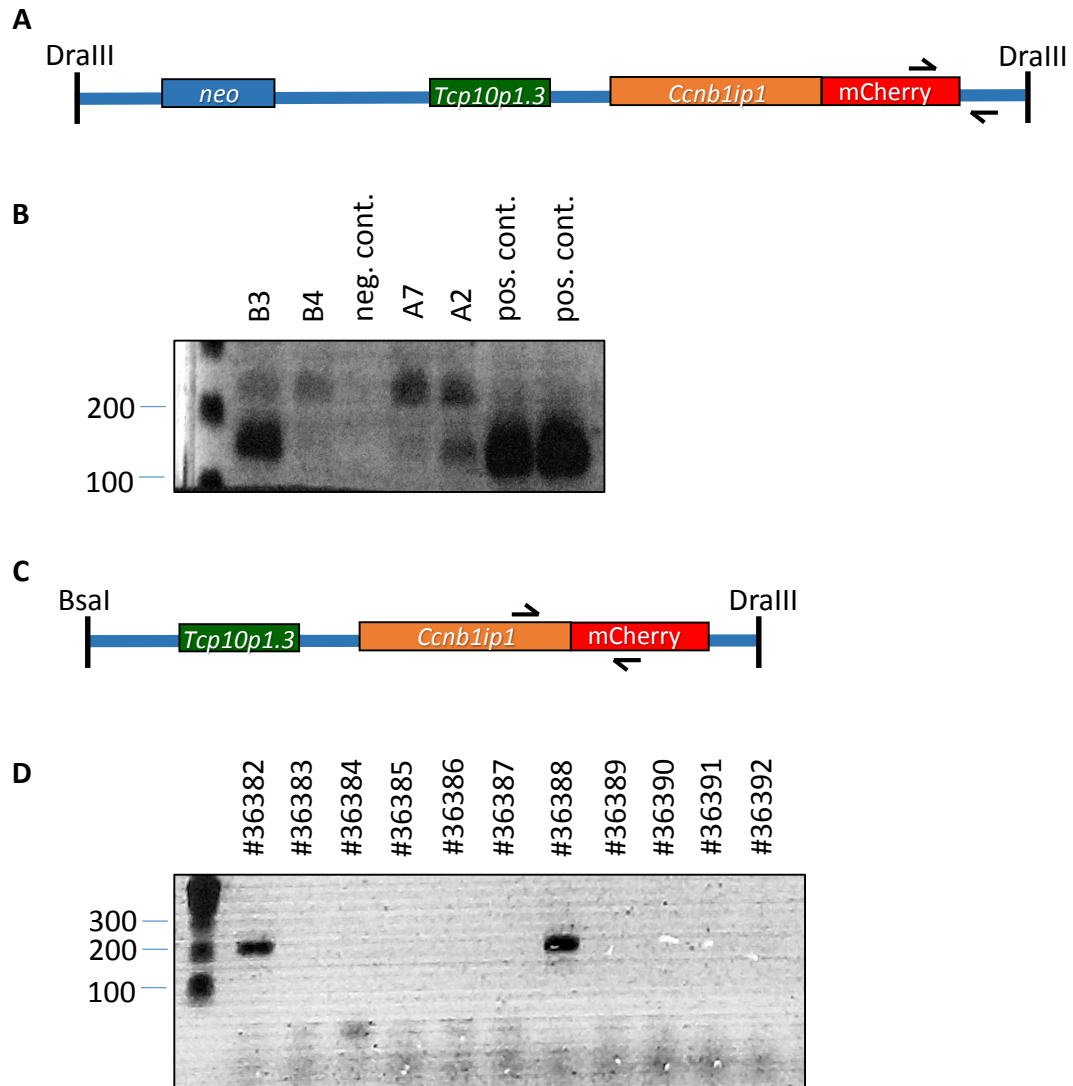 A
DraIII
DraIII
neo
Tcp10p1.3
Ccnb1ip1
mCherry
B
B3
B4
neg. cont.
A7
A2
pos. cont.
pos. cont.
200
100
C
BsaI
DraIII
Tcp10p1.3
Ccnb1ip1
mCherry
D
#36382
#36383
#36384
#36385
#36386
#36387
#36388
#36389
#36390
#36391
#36392
300
200
100